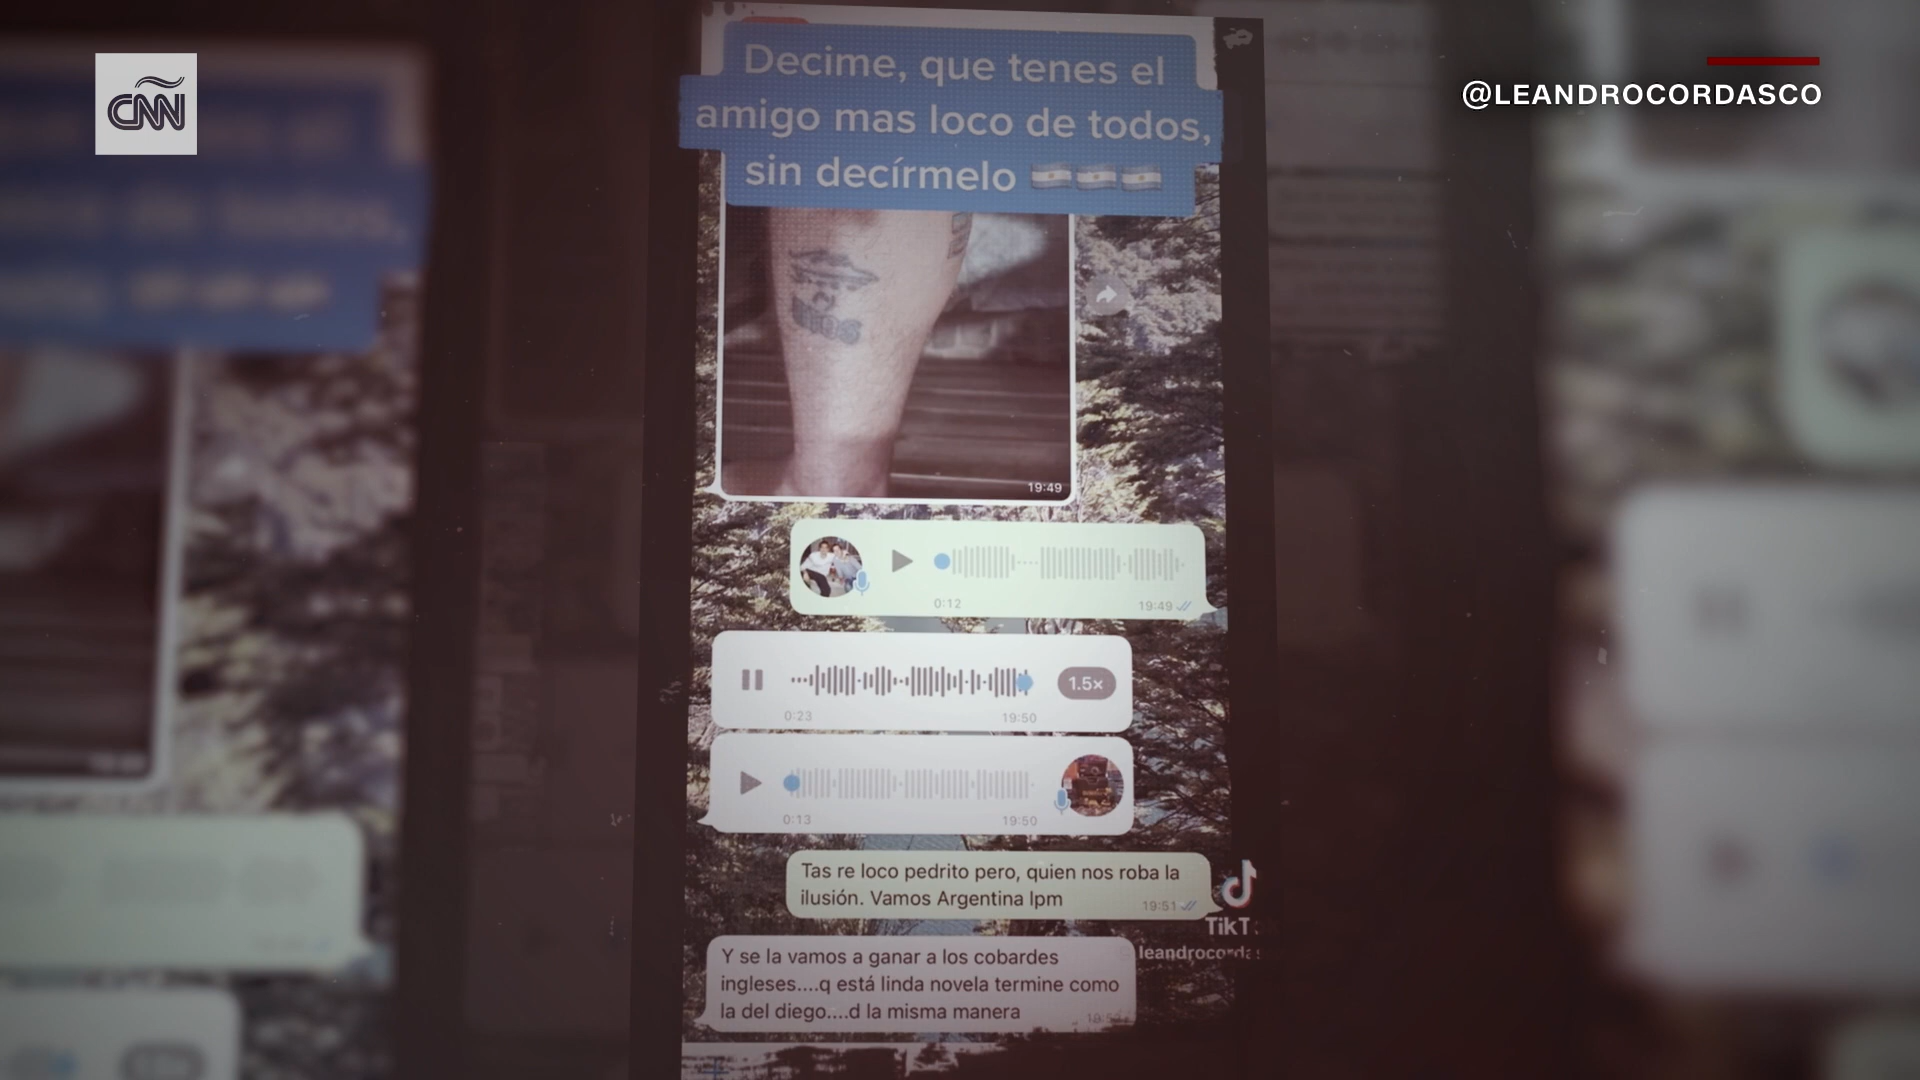 CNN
@LEANDROCORDASCO
Decime, que tenes el
amigo mas loco de todos,
sin decírmelo
19:49
0:12
19:49
1.5×
0:23
19:50
0:13
19:50
Tas re loco pedrito pero, quien nos roba la
ilusión. Vamos Argentina lpm
19:51
TikT
leandrocorda
Y se la vamos a ganar a los cobardes
ingleses....q está linda novela termine como
la del diego....d la misma manera